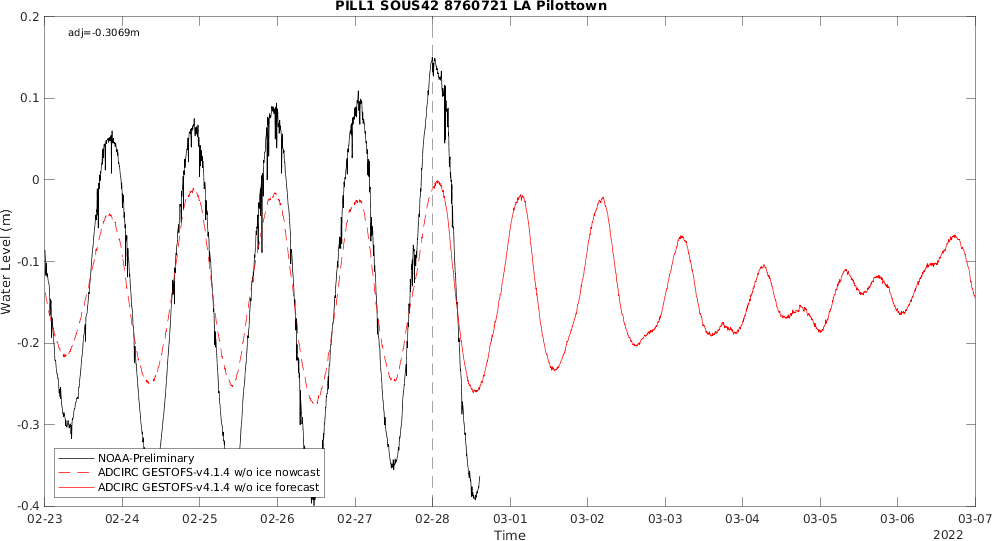 PILL1 SOUS42 8760721 LA Pilottown
adj=-0.3069m
0.2
0.1
0
-0.1
-0.2
-0.3
-0.4
Water Level (m)
NOAA-Preliminary
ADCIRC GESTOFS-v4.1.4 w/o ice nowcast
ADCIRC GESTOFS-v4.1.4 w/o ice forecast
02-23 02-24 02-25 02-26 02-27 02-28 03-01 03-02 03-03 03-04 03-05 03-06 03-07
Time
2022